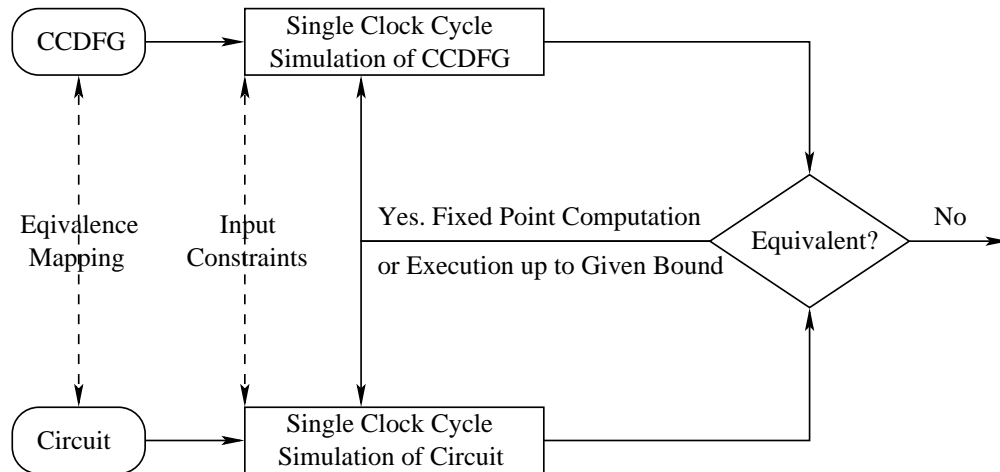 CCDFG
Single Clock Cycle
Simulation of CCDFG
Eqivalence
Mapping
Input
Constraints
Yes. Fixed Point Computation
or Execution up to Given Bound
Equivalent?
No
Circuit
Single Clock Cycle
Simulation of Circuit